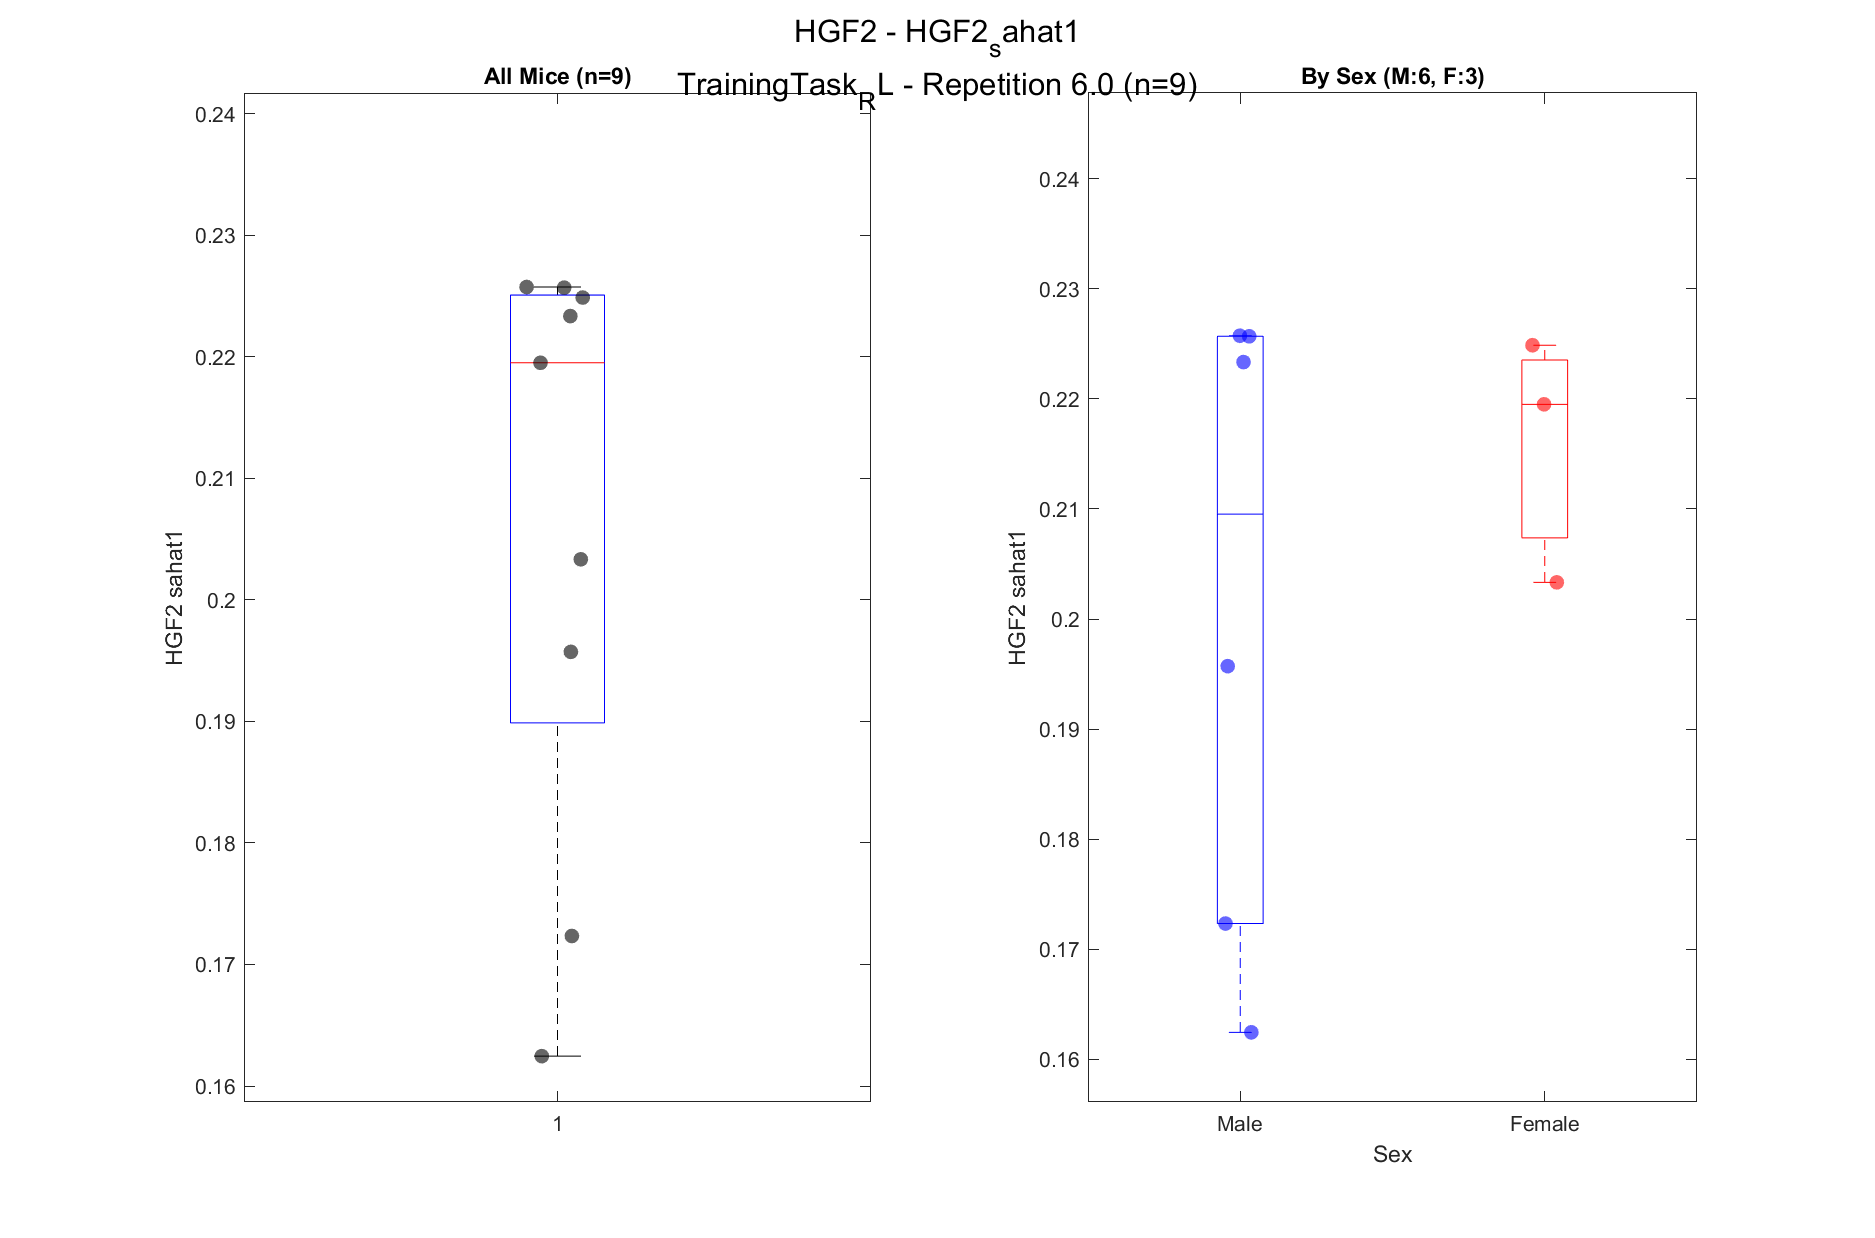 HGF2 - HGF2sahat1
TrainingTaskRL - Repetition 6.0 (n=9)
All Mice (n=9)
0.24
0.23
0.22
0.21
0.2
0.19
0.18
0.17
0.16
HGF2 sahat1
1
By Sex (M:6, F:3)
0.24
0.23
0.22
0.21
0.2
0.19
0.18
0.17
0.16
HGF2 sahat1
Male Female
Sex